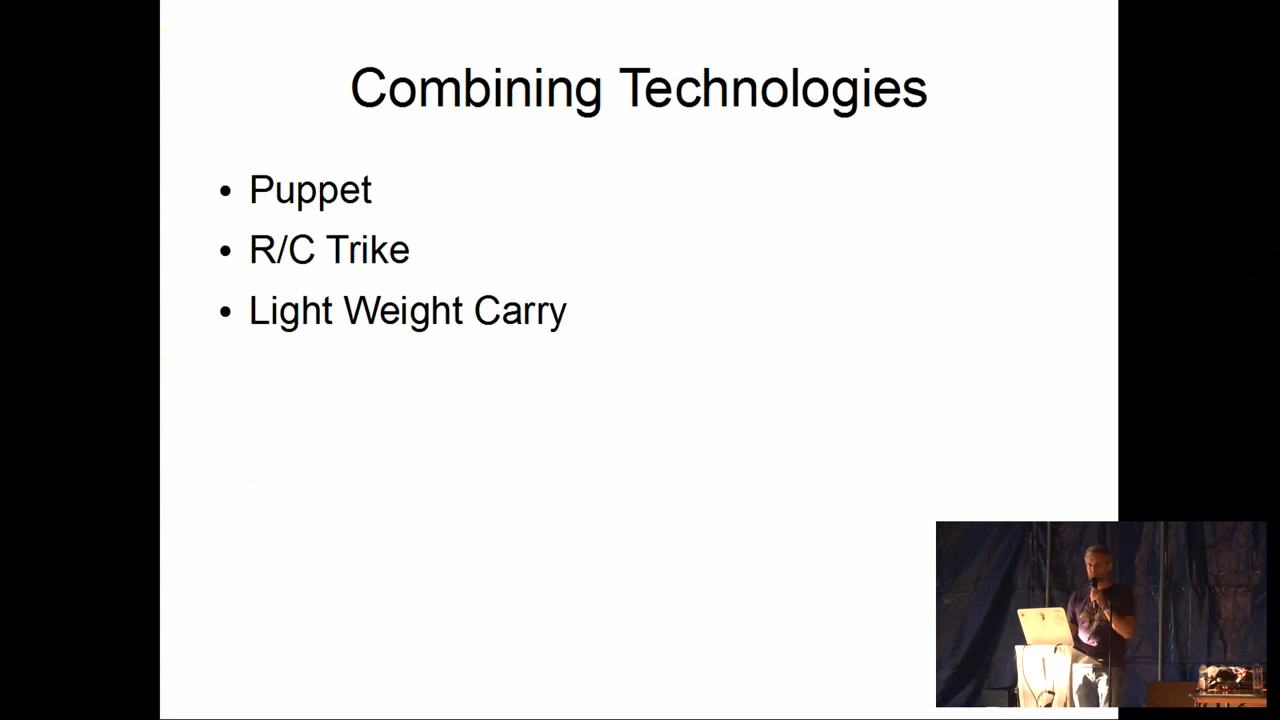 Combining Technologies
• Puppet
• R/C Trike
• Light Weight Carry